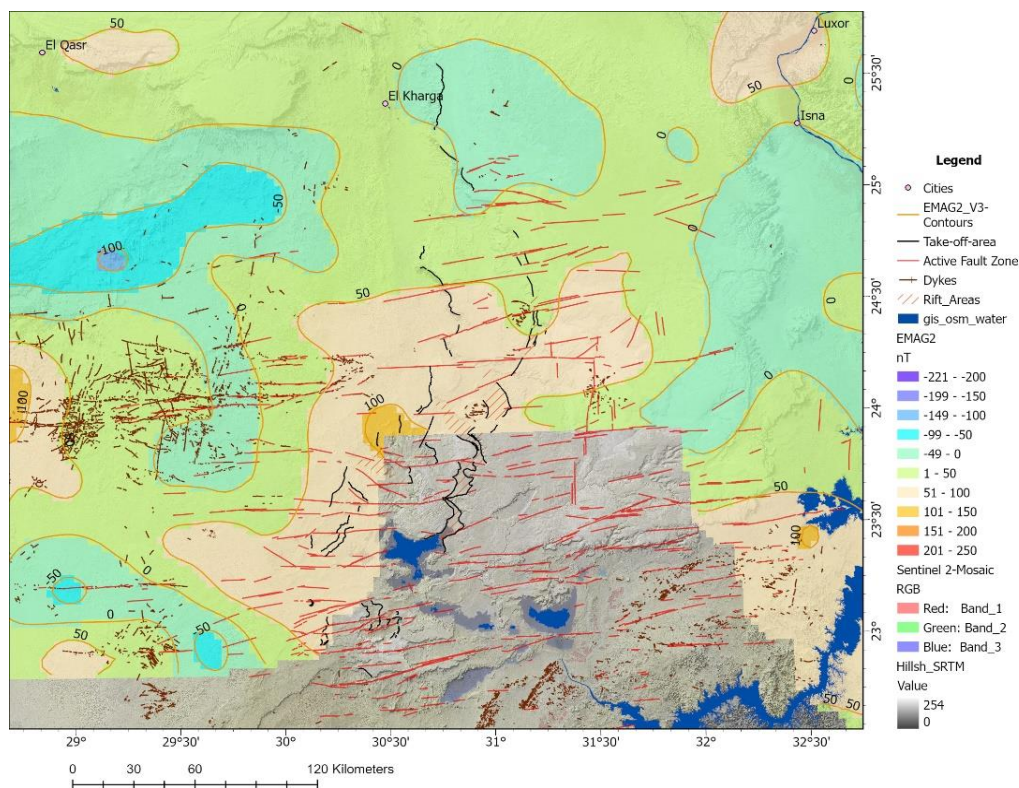 50
El Qasr
0
El Kharga
Luxor
50
0
Isna
0
25°30'
-50
-100
0
25°
0
50
24°30'
0
0
100
100
24°
50
23°30'
100
-50
0
0
50
-50
23°
50
50
29°
29°30'
30°
30°30'
31°
31°30'
32°
32°30'
0
30
60
120 Kilometers
Legend
Cities
EMAG2_V3-
Contours
Take-off-area
Active Fault Zone
Dykes
Rift_Areas
gis_osm_water
EMAG2
nT
-221 - -200
-199 - -150
-149 - -100
-99 - -50
-49 - 0
1 - 50
51 - 100
101 - 150
151 - 200
201 - 250
Sentinel 2-Mosaic
RGB
Red: Band_1
Green: Band_2
Blue: Band_3
Hillsh_SRTM
Value
254
0